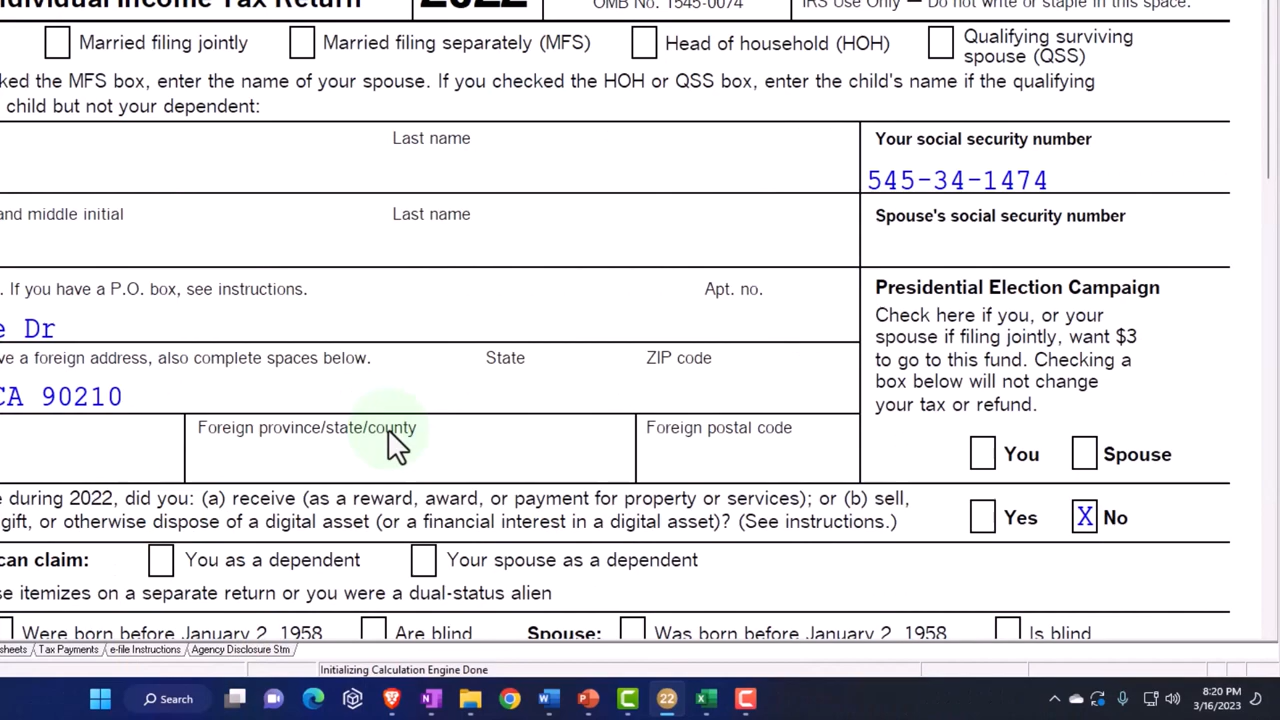 ndividual Income Tax Return 2022 OMB No. 1545-0074 IRS Use Only — Do not write or staple in this space.
Married filing jointly Married filing separately (MFS) Head of household (HOH) Qualifying surviving
spouse (QSS)
ked the MFS box, enter the name of your spouse. If you checked the HOH or QSS box, enter the child's name if the qualifying
child but not your dependent:
Last name Your social security number
545-34-1474
and middle initial Last name Spouse's social security number
. If you have a P.O. box, see instructions. Apt. no. Presidential Election Campaign
Check here if you, or your
e Dr spouse if filing jointly, want $3
ve a foreign address, also complete spaces below. State ZIP code to go to this fund. Checking a
box below will not change
CA 90210 your tax or refund.
Foreign province/state/county Foreign postal code
You Spouse
e during 2022, did you: (a) receive (as a reward, award, or payment for property or services); or (b) sell,
gift, or otherwise dispose of a digital asset (or a financial interest in a digital asset)? (See instructions.) Yes X No
can claim: You as a dependent Your spouse as a dependent
se itemizes on a separate return or you were a dual-status alien
Were born before January 2, 1958 Are blind Spouse: Was born before January 2, 1958 Is blind
sheets Tax Payments e-file Instructions Agency Disclosure Stm
Initializing Calculation Engine Done
Search 22 8:20 PM
3/16/2023